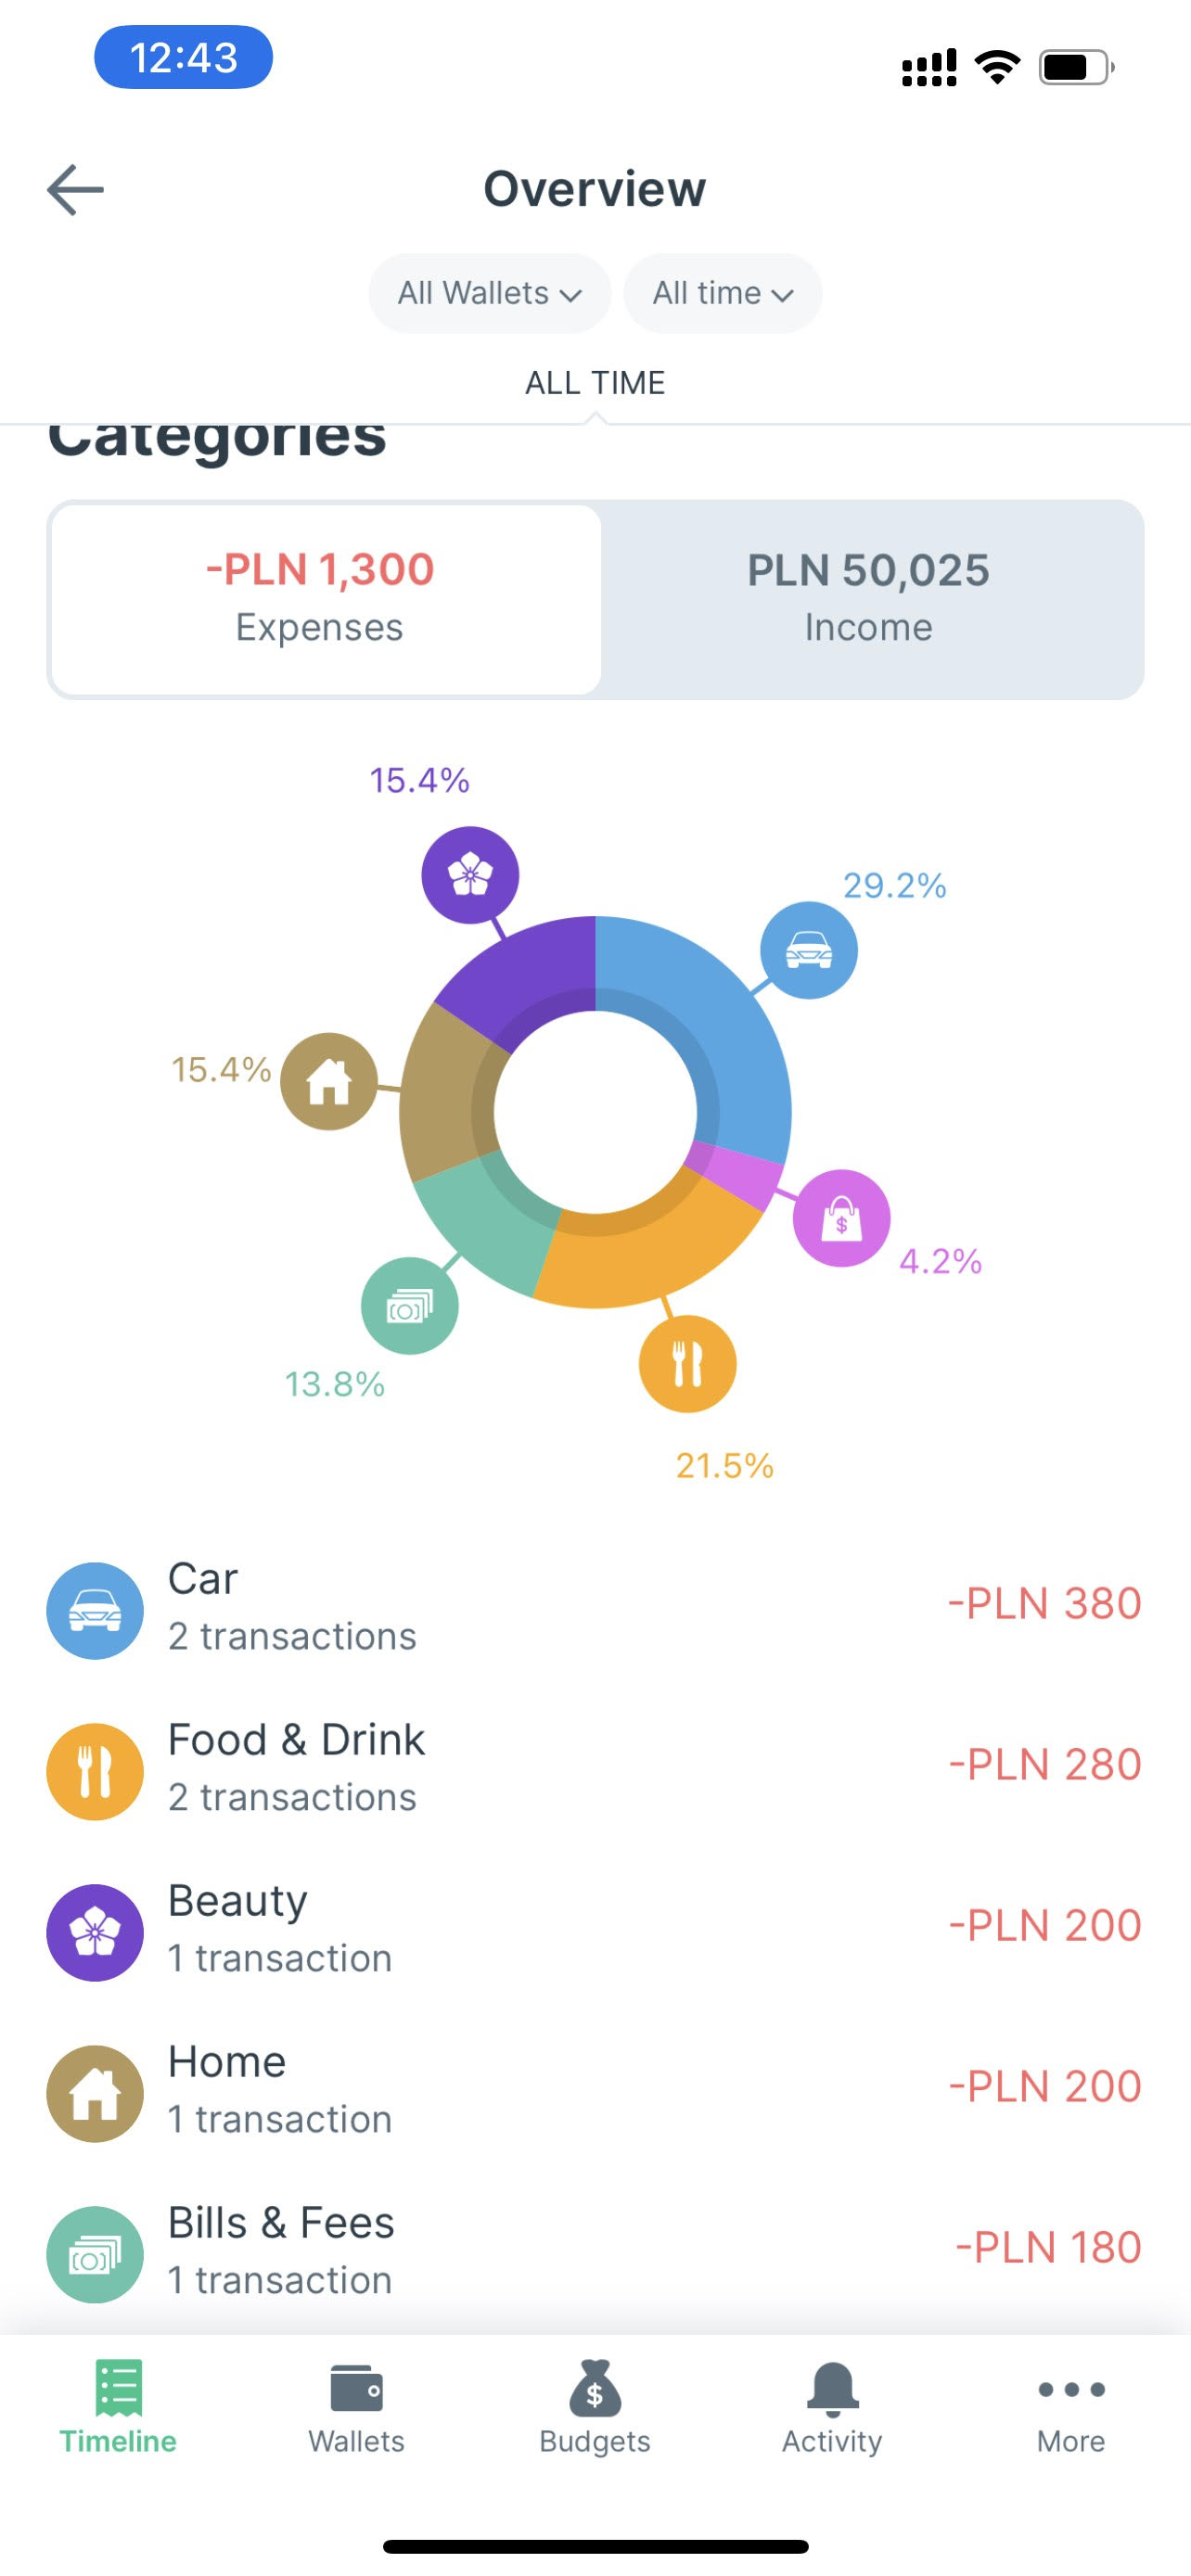 12:43
Overview
All Wallets
All time
ALL TIME
Categories
-PLN 1,300
PLN 50,025
Expenses
Income
15.4%
29.2%
15.4%
$
4.2%
13.8%
21.5%
Car
2 transactions
-PLN 380
Food & Drink
2 transactions
-PLN 280
Beauty
1 transaction
-PLN 200
Home
1 transaction
-PLN 200
Bills & Fees
1 transaction
-PLN 180
$
Timeline
Wallets
Budgets
Activity
More